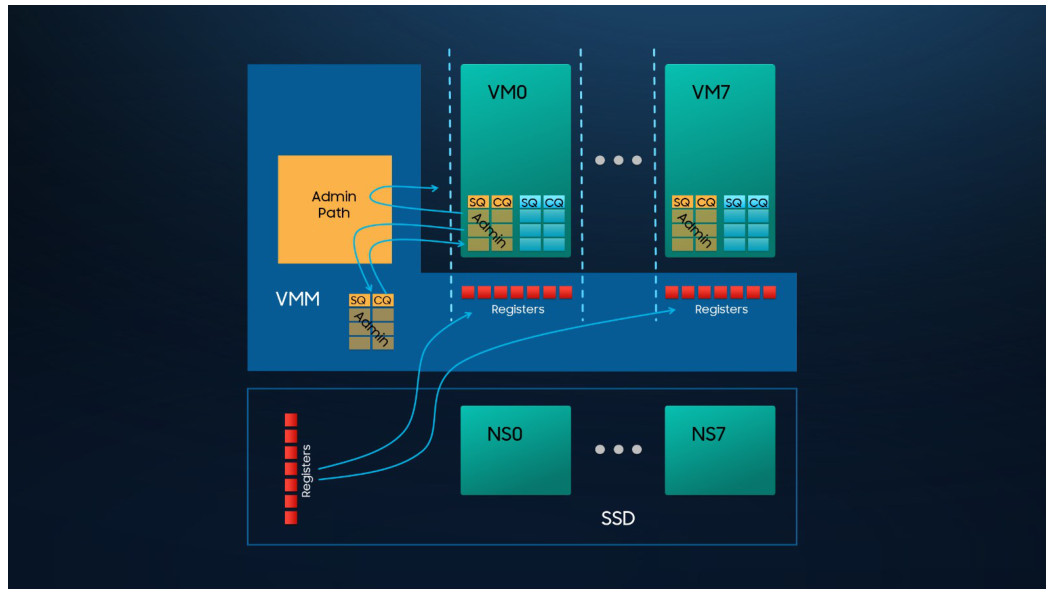 VM0
VM7
Admin
Path
SQ CQ SQ CQ
Admin
SQ CQ SQ CQ
Admin
VMM
SQ CQ
Admin
Registers
Registers
Registers
NS0
NS7
SSD